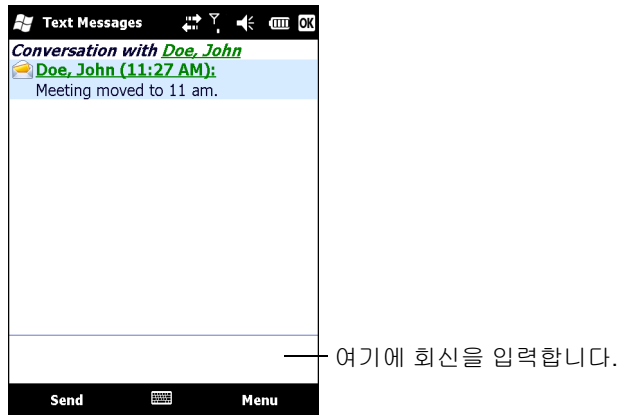 Text Messages OK
Conversation with Doe, John
Doe, John (11:27 AM):
Meeting moved to 11 am.
여기에 회신을 입력합니다.
Send Menu